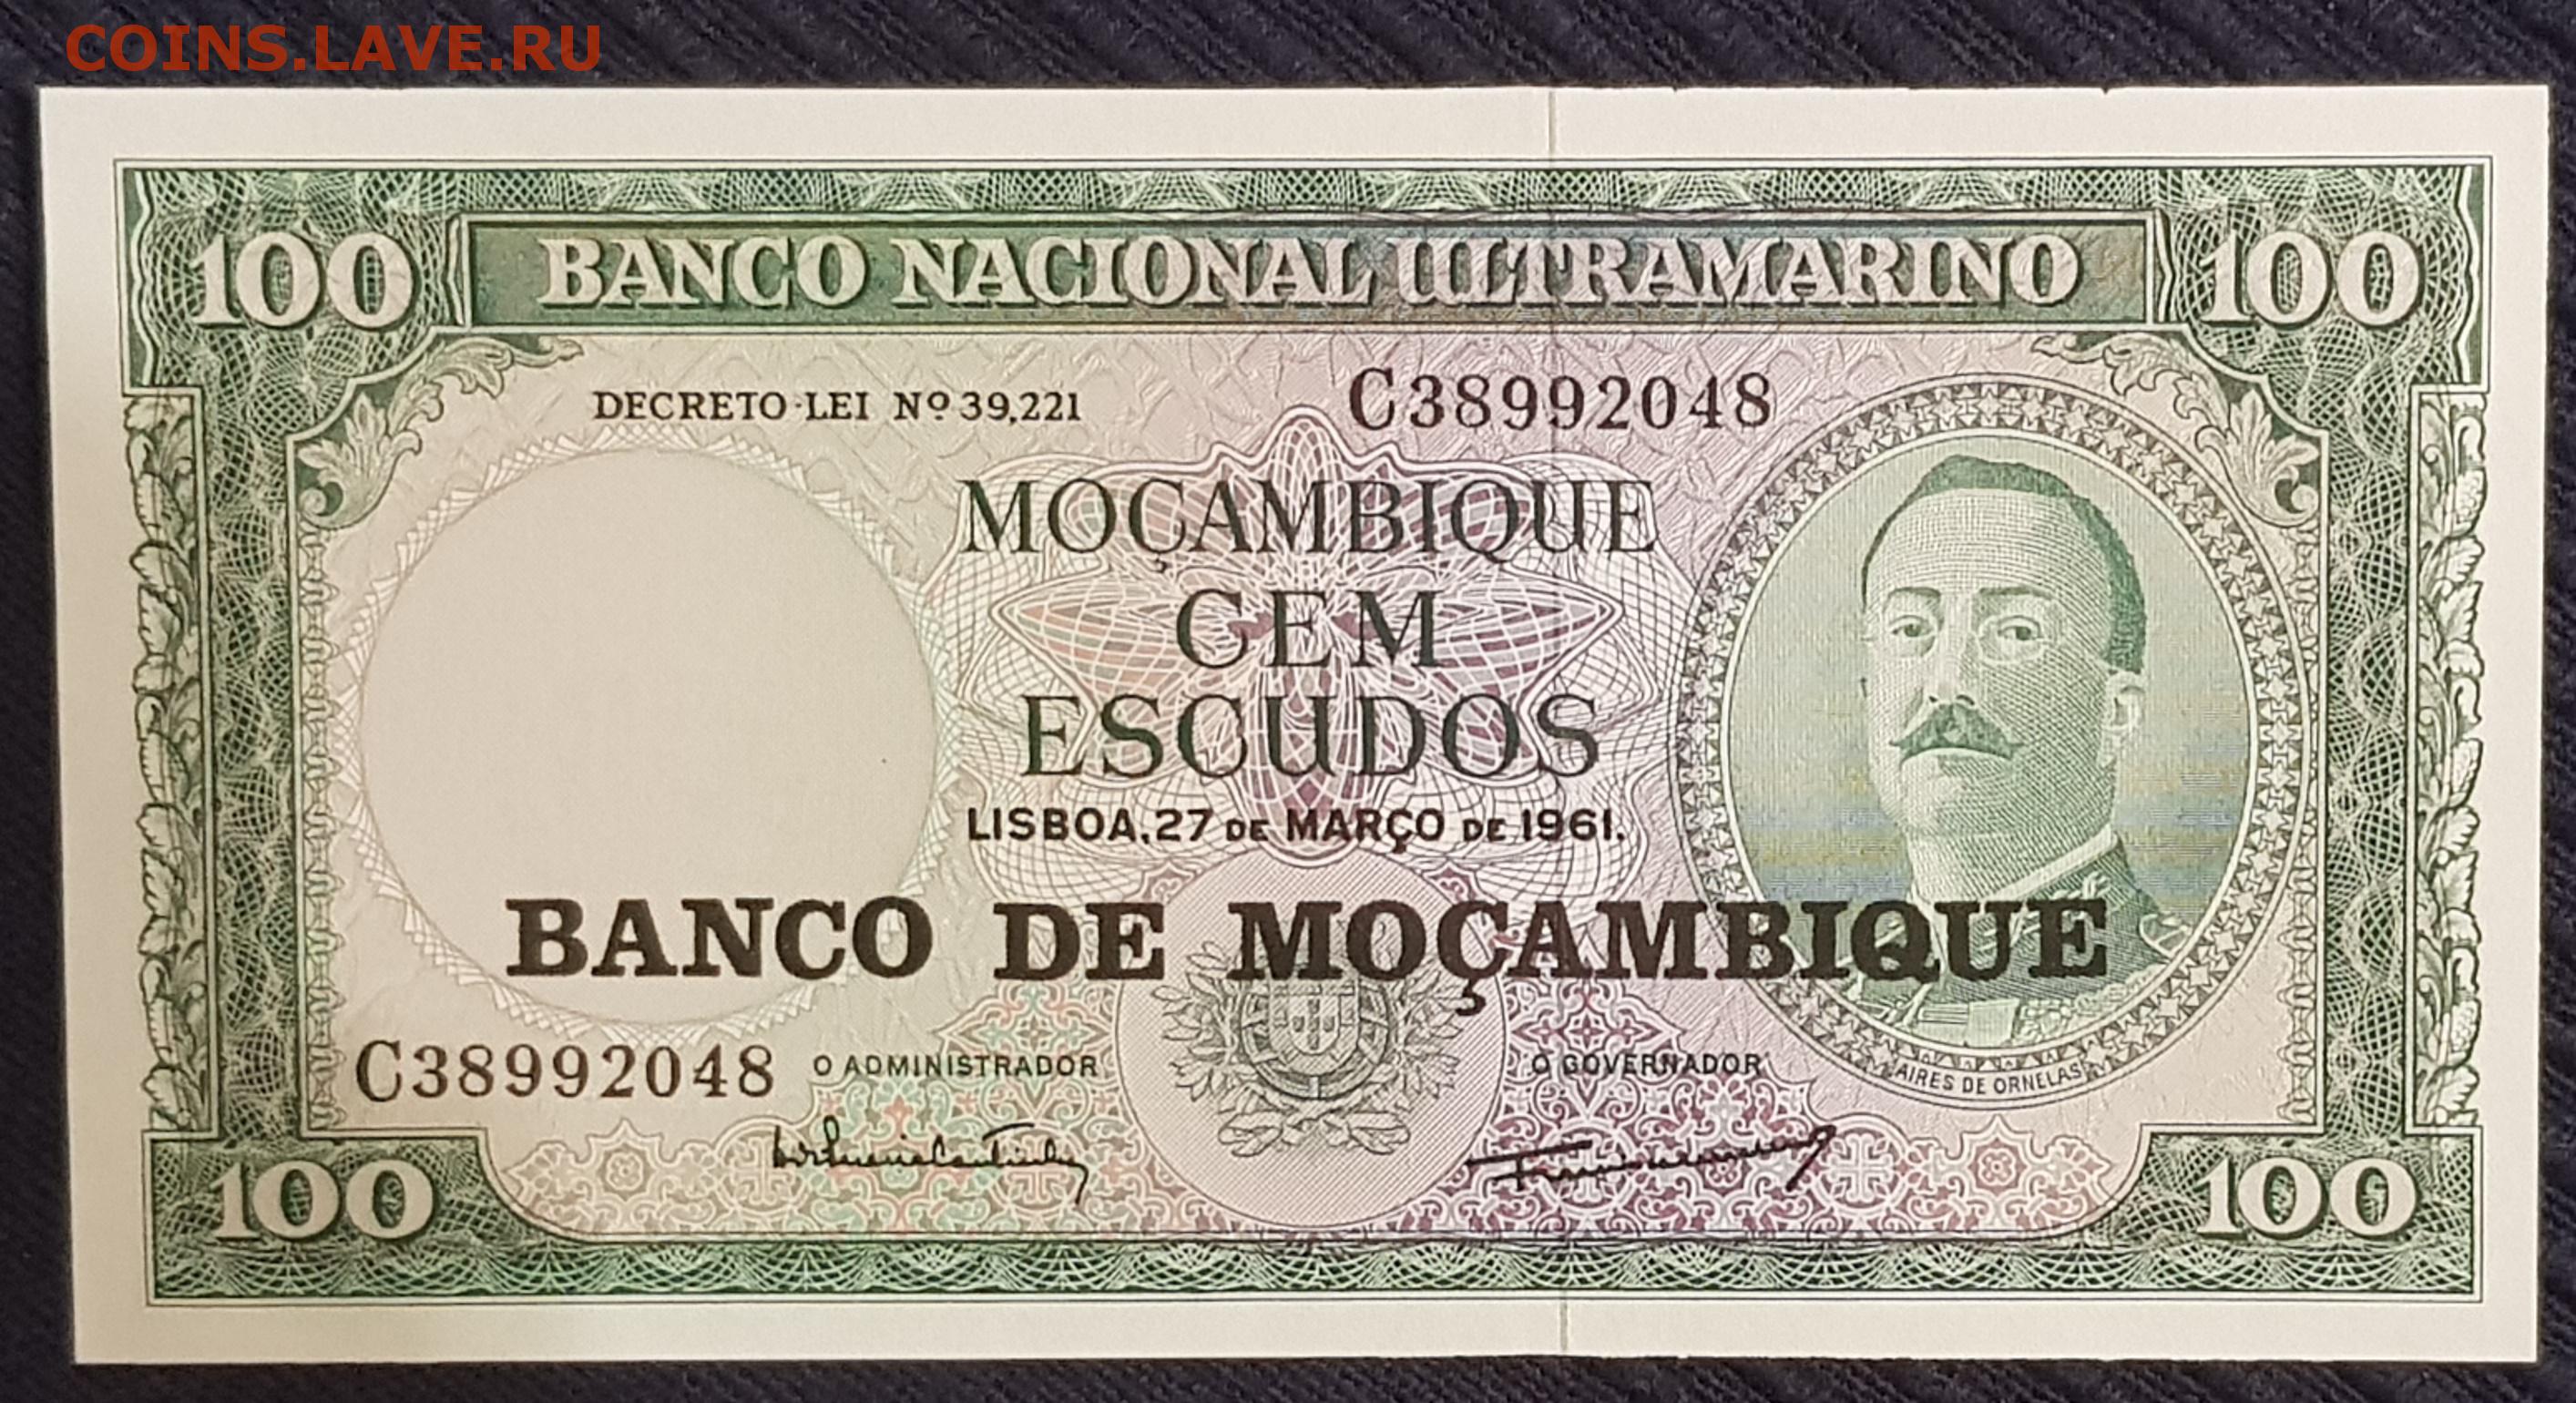 COINS.LAVE.RU
100 BANCO NACIONAL ULTRAMARINO 100
DECRETO-LEI Nº 39,221
C38992048
MOÇAMBIQUE
CEM
ESCUDOS
LISBOA, 27 DE MARÇO DE 1961.
BANCO DE MOÇAMBIQUE
C38992048
O ADMINISTRADOR
O GOVERNADOR
AIRES DE ORNELAS
100
100